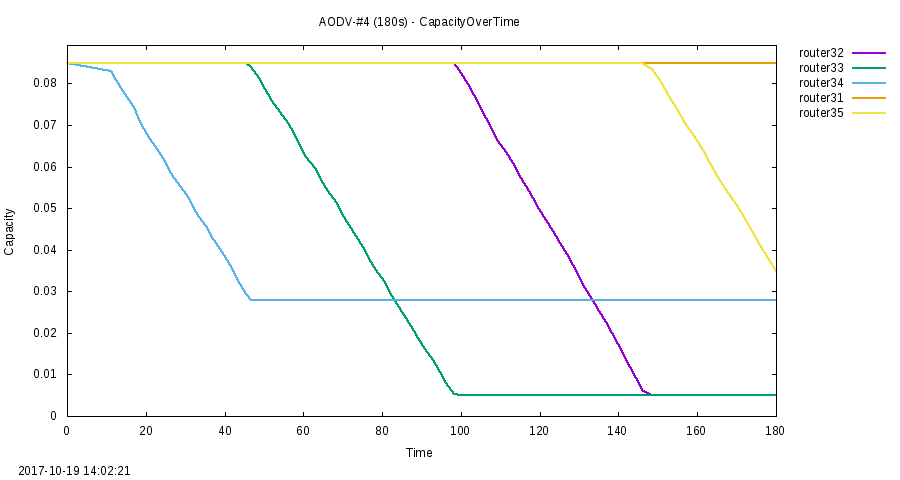 AODV-#4 (180s) - CapacityOverTime
router32
router33
router34
router31
router35
0.08
0.07
0.06
0.05
0.04
0.03
0.02
0.01
0
Capacity
0 20 40 60 80 100 120 140 160 180
Time
2017-10-19 14:02:21